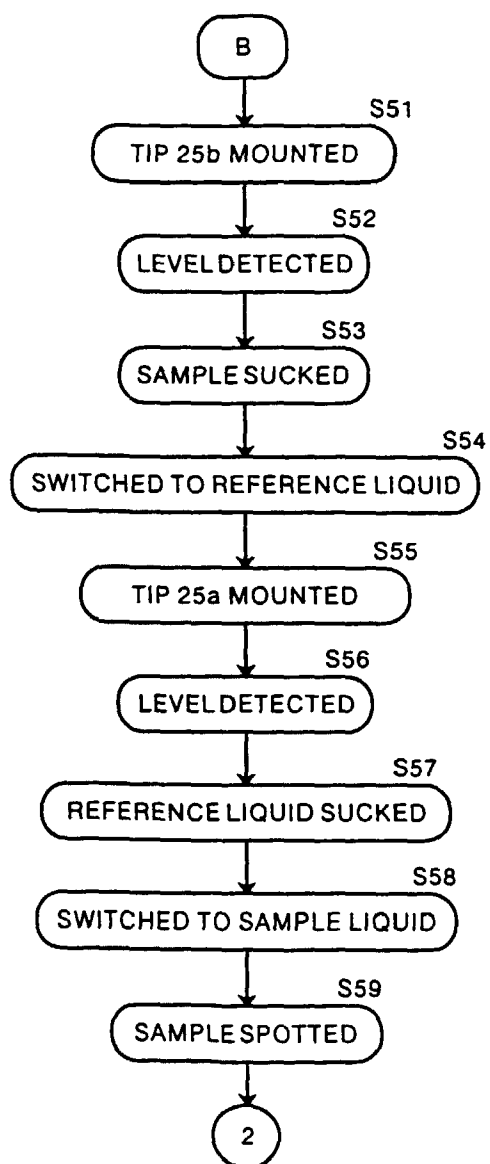 B
S51
TIP 25b MOUNTED
S52
LEVEL DETECTED
S53
SAMPLE SUCKED
S54
SWITCHED TO REFERENCE LIQUID
S55
TIP 25a MOUNTED
S56
LEVEL DETECTED
S57
REFERENCE LIQUID SUCKED
S58
SWITCHED TO SAMPLE LIQUID
S59
SAMPLE SPOTTED
2